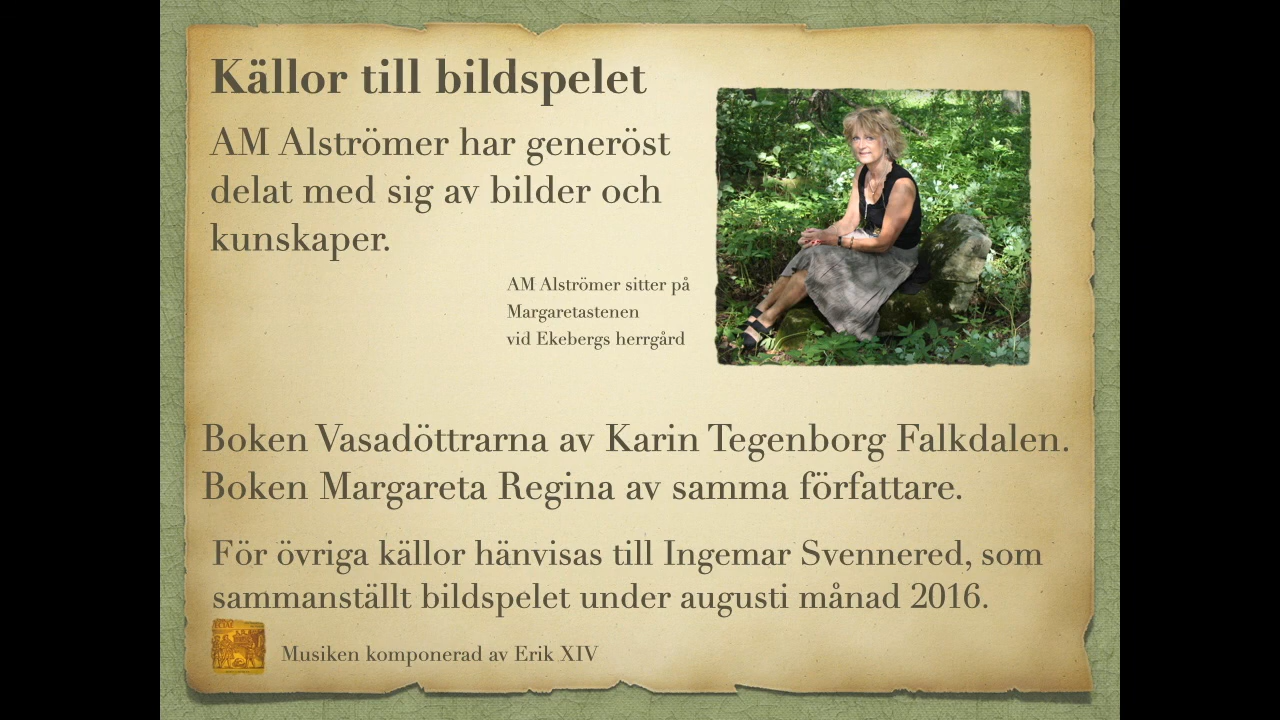 Källor till bildspelet
AM Alströmer har generöst
delat med sig av bilder och
kunskaper.
AM Alströmer sitter på
Margaretastenen
vid Ekebergs herrgård
Boken Vasadöttrarna av Karin Tegenborg Falkdalen.
Boken Margareta Regina av samma författare.
För övriga källor hänvisas till Ingemar Svennered, som
sammanställt bildspelet under augusti månad 2016.
Musiken komponerad av Erik XIV